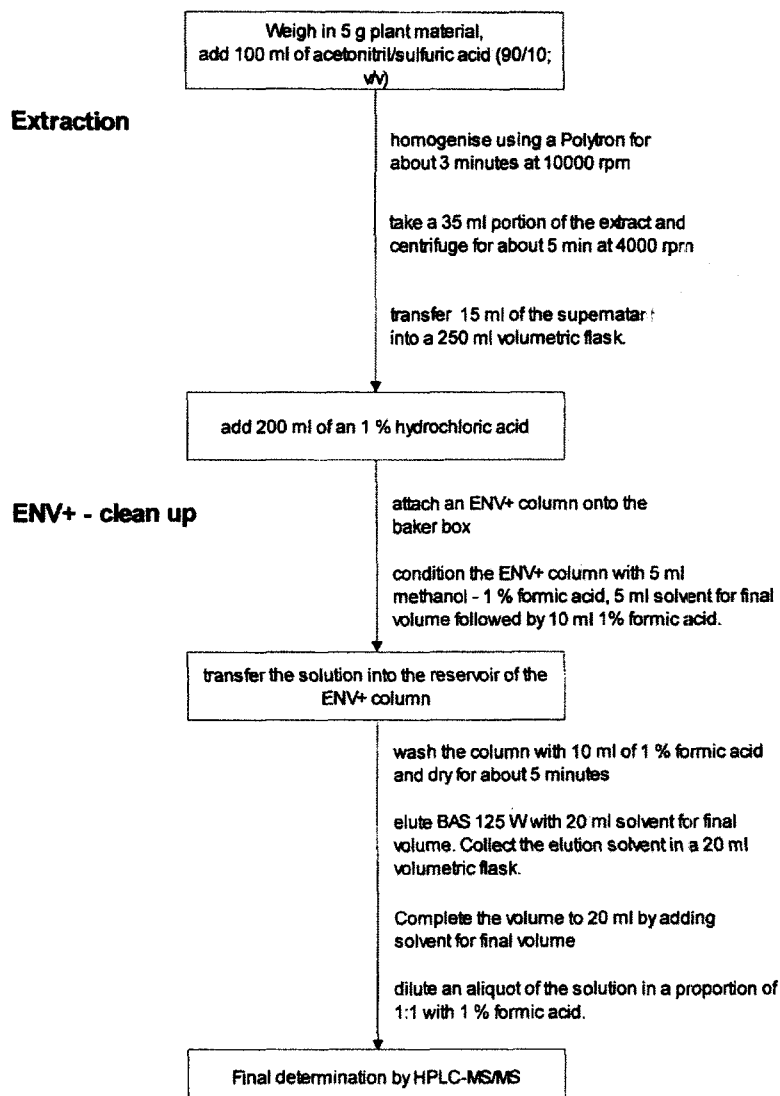 Weigh in 5 g plant material,
add 100 ml of acetonitril/sulfuric acid (90/10;
v/v)
Extraction
homogenise using a Polytron for
about 3 minutes at 10000 rpm
take a 35 ml portion of the extract and
centrifuge for about 5 min at 4000 rpm
transfer 15 ml of the supernatar
into a 250 ml volumetric flask.
add 200 ml of an 1 % hydrochloric acid
ENV+ - clean up
attach an ENV+ column onto the
baker box
condition the ENV+ column with 5 ml
methanol - 1 % formic acid, 5 ml solvent for final
volume followed by 10 ml 1% formic acid.
transfer the solution into the reservoir of the
ENV+ column
wash the column with 10 ml of 1 % formic acid
and dry for about 5 minutes
elute BAS 125 W with 20 ml solvent for final
volume. Collect the elution solvent in a 20 ml
volumetric flask.
Complete the volume to 20 ml by adding
solvent for final volume
dilute an aliquot of the solution in a proportion of
1:1 with 1 % formic acid.
Final determination by HPLC-MS/MS